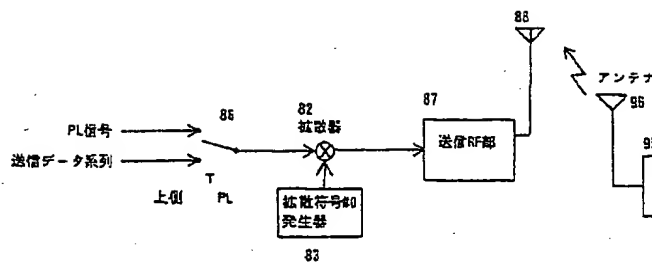 88
アンテナ
96
86
82
拡散器
87
PL信号
送信データ系列
送信RF部
上側
T
PL
拡散符号#0
発生器
83